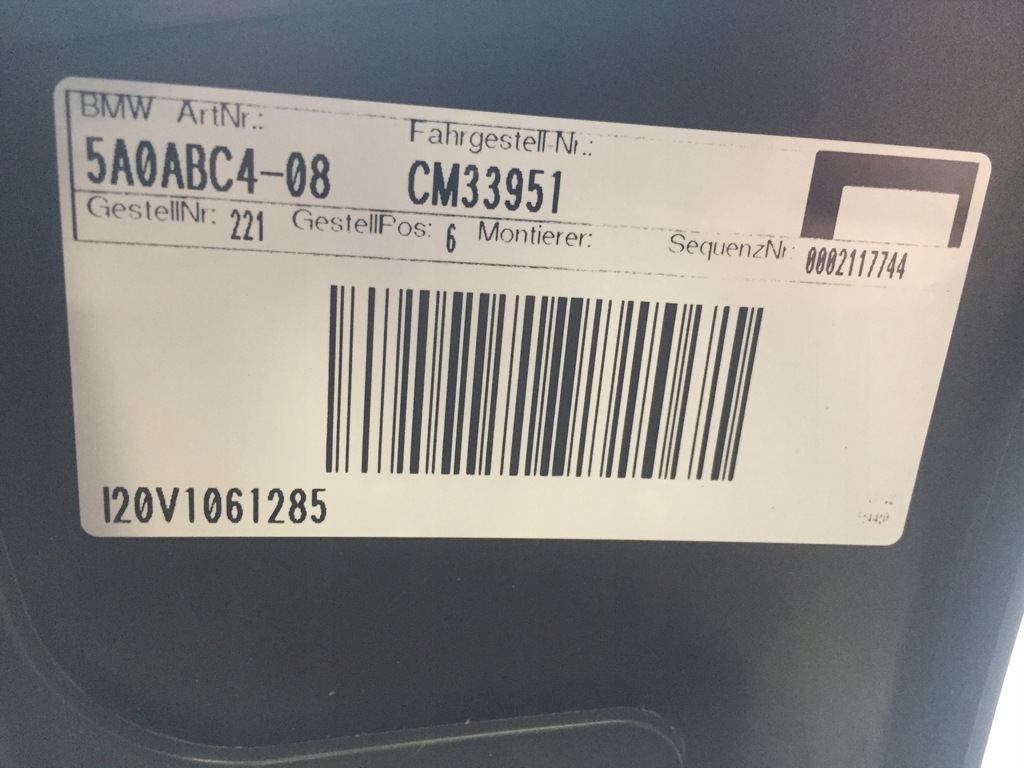 BMW ArtNr.: Fahrgestell-Nr.:
5A0ABC4-08 CM33951
GestellNr: 221 GestellPos: 6 Montierer: SequenzNr: 0002117744
I20V1061285